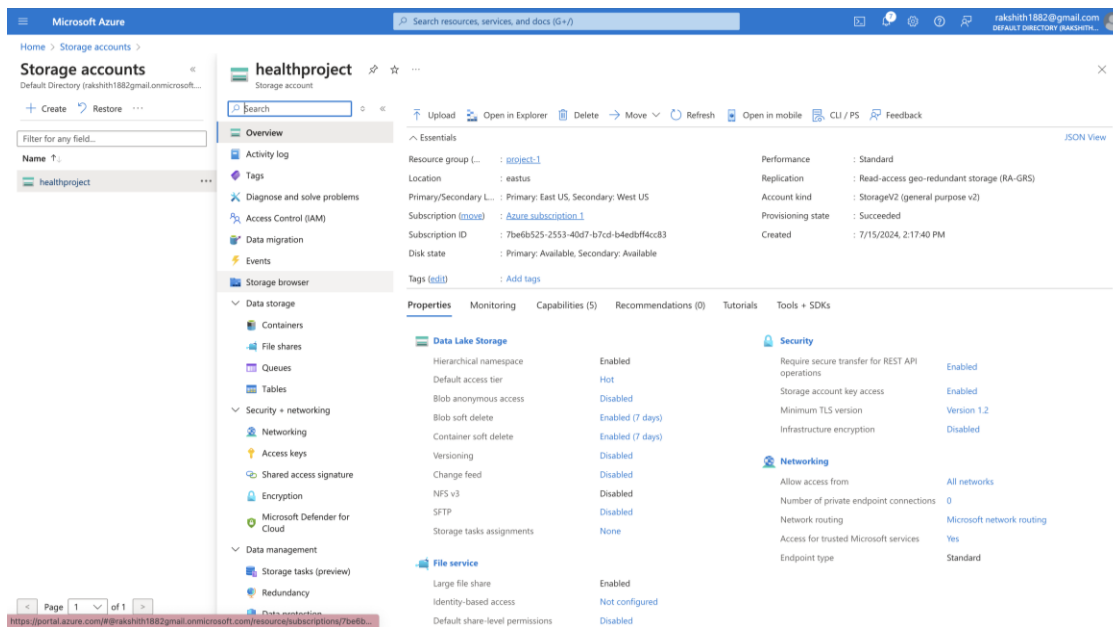 Microsoft Azure
Search resources, services, and docs (G+/)
7
rakshith1882@gmail.com
DEFAULT DIRECTORY (RAKSHITH...
Home > Storage accounts >
Storage accounts
Default Directory (rakshith1882gmail.onmicrosoft....
+ Create Restore ...
Filter for any field...
Name ↑↓
healthproject ...
healthproject ...
Storage account
Search
Overview
Activity log
Tags
Diagnose and solve problems
Access Control (IAM)
Data migration
Events
Storage browser
Data storage
Containers
File shares
Queues
Tables
Security + networking
Networking
Access keys
Shared access signature
Encryption
Microsoft Defender for
Cloud
Data management
Storage tasks (preview)
Redundancy
Data protection
Upload Open in Explorer Delete Move Refresh Open in mobile CLI / PS Feedback
Essentials
JSON View
Resource group (... : project-1
Location : eastus
Primary/Secondary L... : Primary: East US, Secondary: West US
Subscription (move) : Azure subscription 1
Subscription ID : 7be6b525-2553-40d7-b7cd-b4edbff4cc83
Disk state : Primary: Available, Secondary: Available
Tags (edit) : Add tags
Performance : Standard
Replication : Read-access geo-redundant storage (RA-GRS)
Account kind : StorageV2 (general purpose v2)
Provisioning state : Succeeded
Created : 7/15/2024, 2:17:40 PM
Properties Monitoring Capabilities (5) Recommendations (0) Tutorials Tools + SDKs
Data Lake Storage
Hierarchical namespace Enabled
Default access tier Hot
Blob anonymous access Disabled
Blob soft delete Enabled (7 days)
Container soft delete Enabled (7 days)
Versioning Disabled
Change feed Disabled
NFS v3 Disabled
SFTP Disabled
Storage tasks assignments None
File service
Large file share Enabled
Identity-based access Not configured
Default share-level permissions Disabled
Security
Require secure transfer for REST API
operations Enabled
Storage account key access Enabled
Minimum TLS version Version 1.2
Infrastructure encryption Disabled
Networking
Allow access from All networks
Number of private endpoint connections 0
Network routing Microsoft network routing
Access for trusted Microsoft services Yes
Endpoint type Standard
< Page 1 of 1 >
https://portal.azure.com/#@rakshith1882gmail.onmicrosoft.com/resource/subscriptions/7be6b...